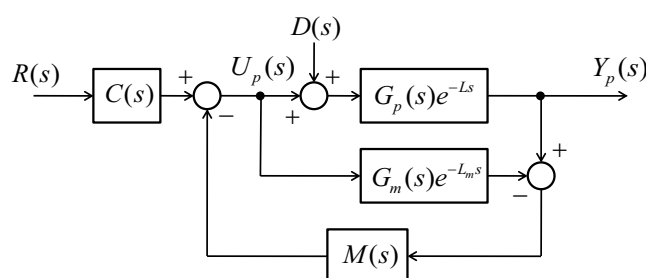 D(s)
R(s)
C(s)
+
−
U_p(s)
+
+
G_p(s)e^{-Ls}
Y_p(s)
G_m(s)e^{-L_m s}
+
−
M(s)